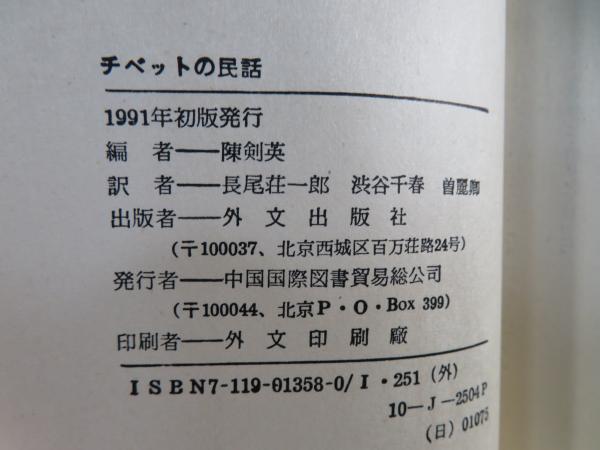 チベットの民話
1991年初版発行
編　者——陳剣英
訳　者——長尾荘一郎　渋谷千春　曽麗卿
出版者——外文出版社
(〒100037、北京西城区百万荘路24号)
発行者——中国国際図書貿易総公司
(〒100044、北京P・O・Box 399)
印刷者——外文印刷廠
ISBN7-119-01358-0/I・251(外)
10-J-2504P
(日)01075